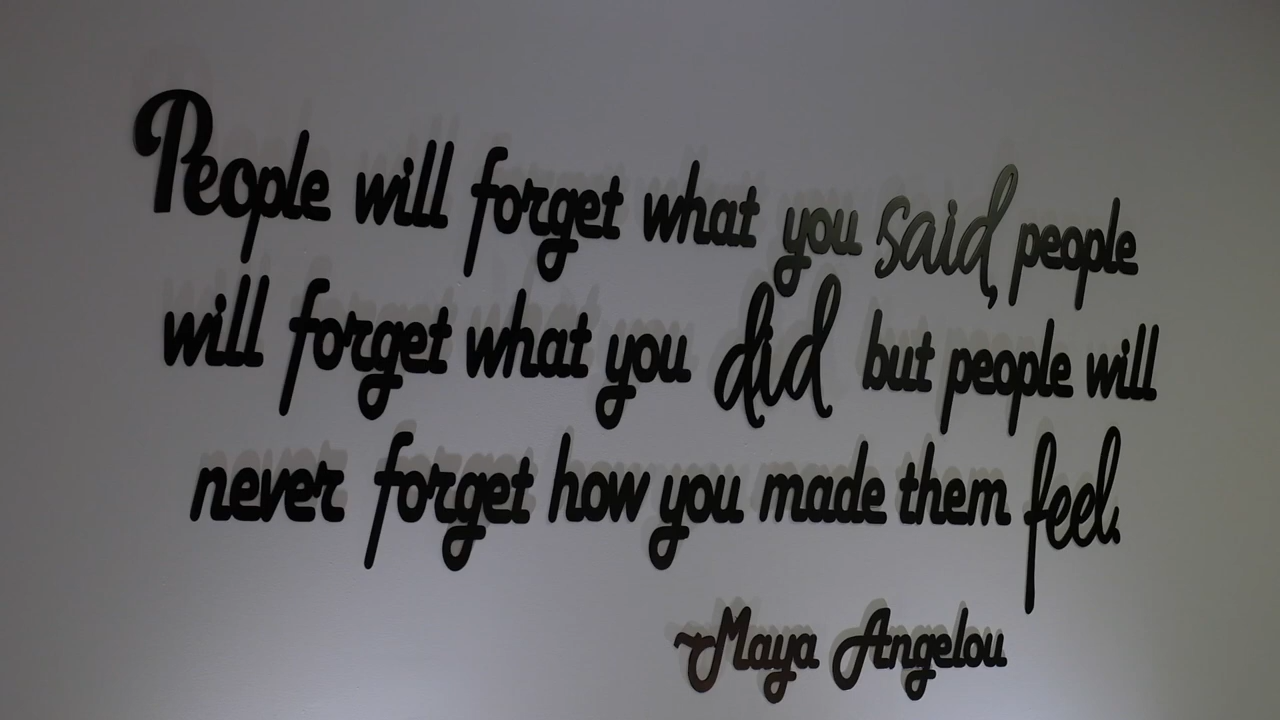 People will forget what you said, people
will forget what you did but people will
never forget how you made them feel.
~Maya Angelou